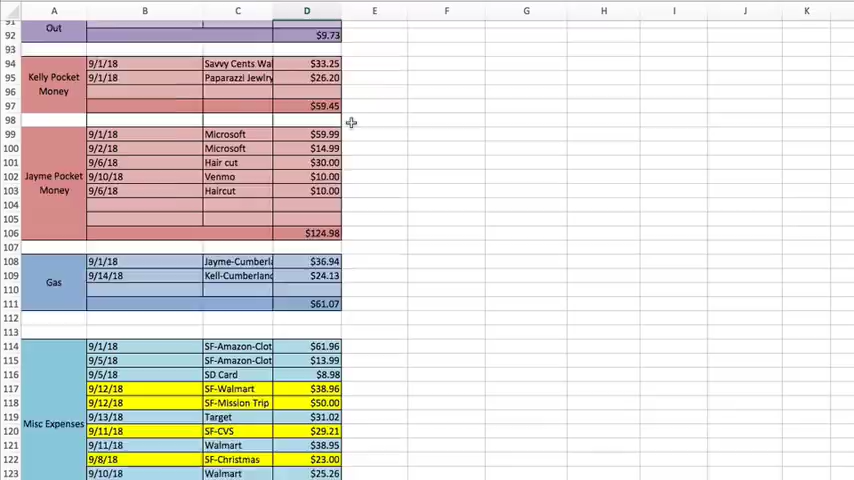 A B C D E F G H I J K
91
Out
92 $9.73
93
94 9/1/18 Savvy Cents Wal $33.25
Kelly Pocket Money
95 9/1/18 Paparazzi Jewlry $26.20
96
97 $59.45
98
99 9/1/18 Microsoft $59.99
100 9/2/18 Microsoft $14.99
101 9/6/18 Hair cut $30.00
Jayme Pocket Money
102 9/10/18 Venmo $10.00
103 9/6/18 Haircut $10.00
104
105
106 $124.98
107
108 9/1/18 Jayme-Cumberla $36.94
109 9/14/18 Kell-Cumberland $24.13
Gas
110
111 $61.07
112
113
114 9/1/18 SF-Amazon-Clot $61.96
115 9/5/18 SF-Amazon-Clot $13.99
116 9/5/18 SD Card $8.98
117 9/12/18 SF-Walmart $38.96
118 9/12/18 SF-Mission Trip $50.00
119 9/13/18 Target $31.02
Misc Expenses
120 9/11/18 SF-CVS $29.21
121 9/11/18 Walmart $38.95
122 9/8/18 SF-Christmas $23.00
123 9/10/18 Walmart $25.26